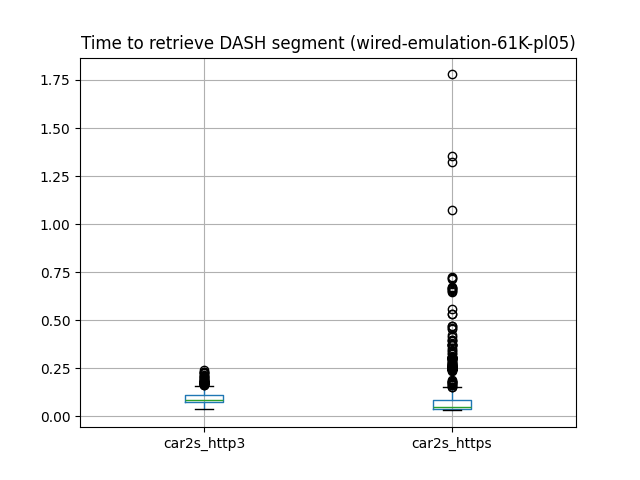 Time to retrieve DASH segment (wired-emulation-61K-pl05)
1.75
1.50
1.25
1.00
0.75
0.50
0.25
0.00
car2s_http3
car2s_https